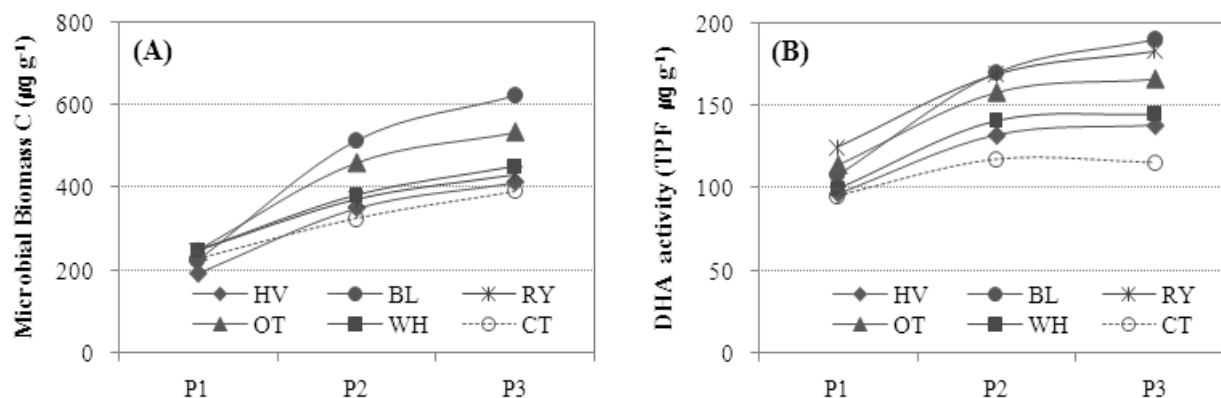 Microbial Biomass C (㎍ g⁻¹)
800
600
400
200
0
(A)
HV BL RY
OT WH CT
P1 P2 P3
DHA activity (TPF ㎍ g⁻¹)
200
150
100
50
0
(B)
HV BL RY
OT WH CT
P1 P2 P3